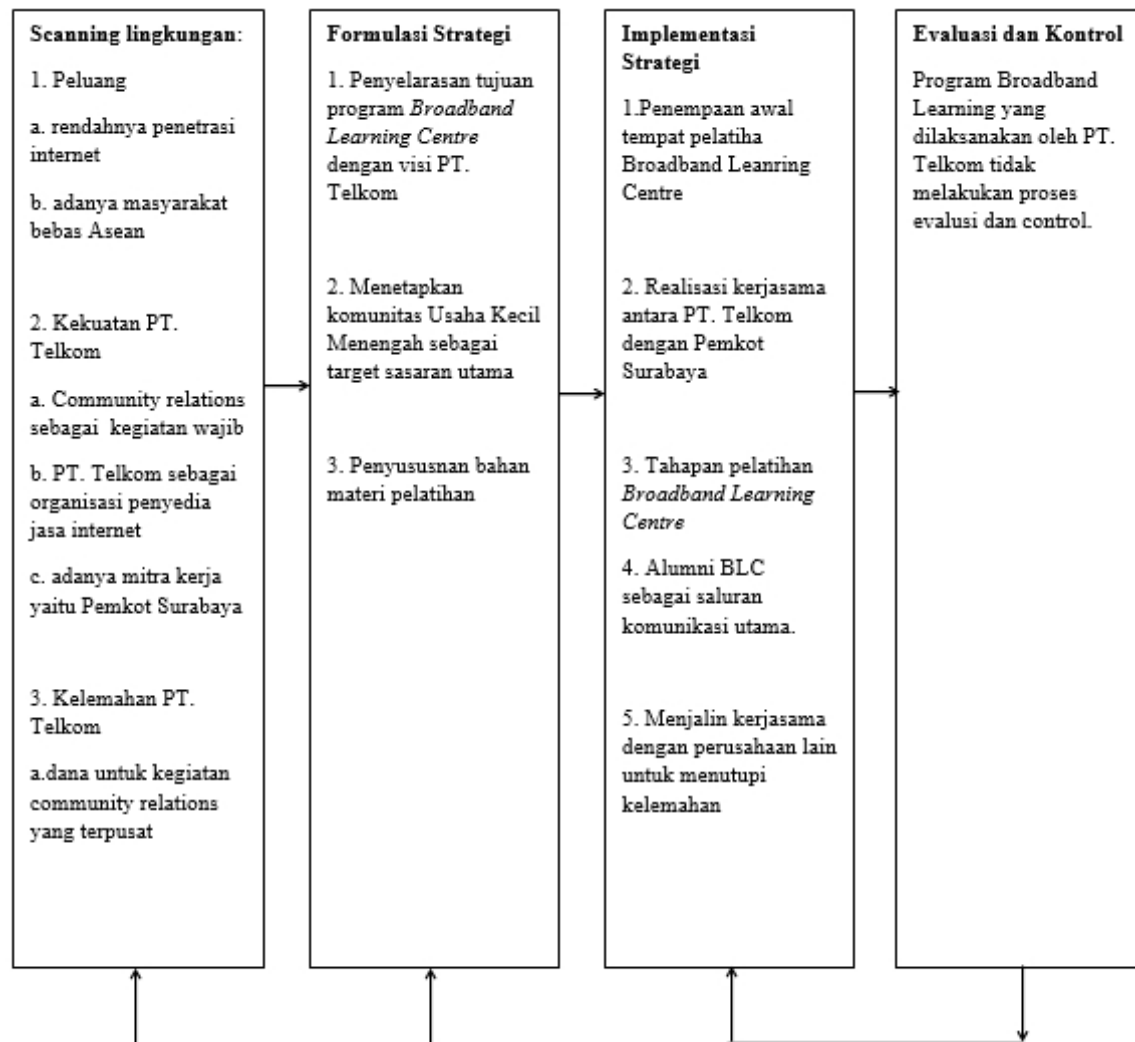 Scanning lingkungan:
1. Peluang
a. rendahnya penetrasi
internet
b. adanya masyarakat
bebas Asean
2. Kekuatan PT.
Telkom
a. Community relations
sebagai kegiatan wajib
b. PT. Telkom sebagai
organisasi penyedia
jasa internet
c. adanya mitra kerja
yaitu Pemkot Surabaya
3. Kelemahan PT.
Telkom
a.dana untuk kegiatan
community relations
yang terpusat
Formulasi Strategi
1. Penyelarasan tujuan
program Broadband
Learning Centre
dengan visi PT.
Telkom
2. Menetapkan
komunitas Usaha Kecil
Menengah sebagai
target sasaran utama
3. Penyususnan bahan
materi pelatihan
Implementasi
Strategi
1.Penempaan awal
tempat pelatiha
Broadband Leanring
Centre
2. Realisasi kerjasama
antara PT. Telkom
dengan Pemkot
Surabaya
3. Tahapan pelatihan
Broadband Learning
Centre
4. Alumni BLC
sebagai saluran
komunikasi utama.
5. Menjalin kerjasama
dengan perusahaan lain
untuk menutupi
kelemahan
Evaluasi dan Kontrol
Program Broadband
Learning yang
dilaksanakan oleh PT.
Telkom tidak
melakukan proses
evalusi dan control.